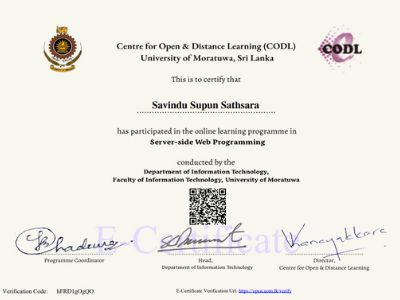 Centre for Open & Distance Learning (CODL)
University of Moratuwa, Sri Lanka
CODL
This is to certify that
Savindu Supun Sathsara
has participated in the online learning programme in
Server-side Web Programming
conducted by the
Department of Information Technology,
Faculty of Information Technology, University of Moratuwa
E-Certificate
Programme Coordinator
Head,
Department of Information Technology
Director,
Centre for Open & Distance Learning
Verification Code: hFRD1gOgQO
E-Certificate Verification Url: https://open.uom.lk/verify